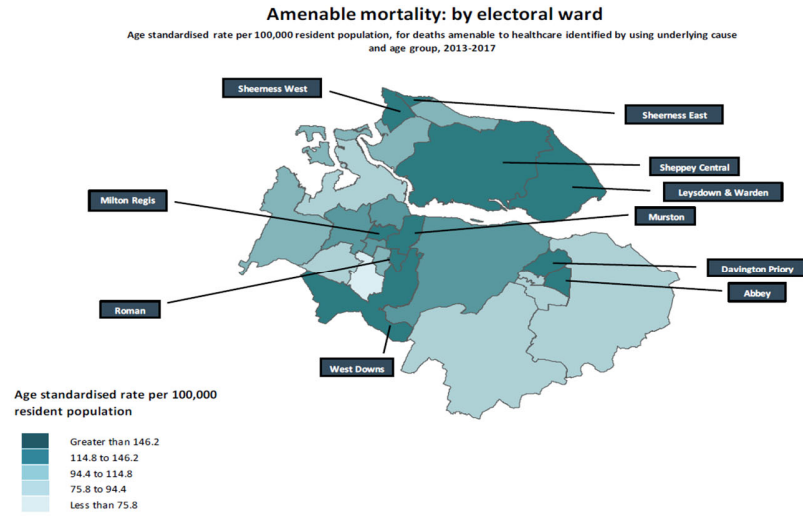 Amenable mortality: by electoral ward
Age standardised rate per 100,000 resident population, for deaths amenable to healthcare identified by using underlying cause
and age group, 2013-2017
Sheerness West
Sheerness East
Sheppey Central
Leysdown & Warden
Milton Regis
Murston
Davington Priory
Abbey
Roman
West Downs
Age standardised rate per 100,000
resident population
Greater than 146.2
114.8 to 146.2
94.4 to 114.8
75.8 to 94.4
Less than 75.8